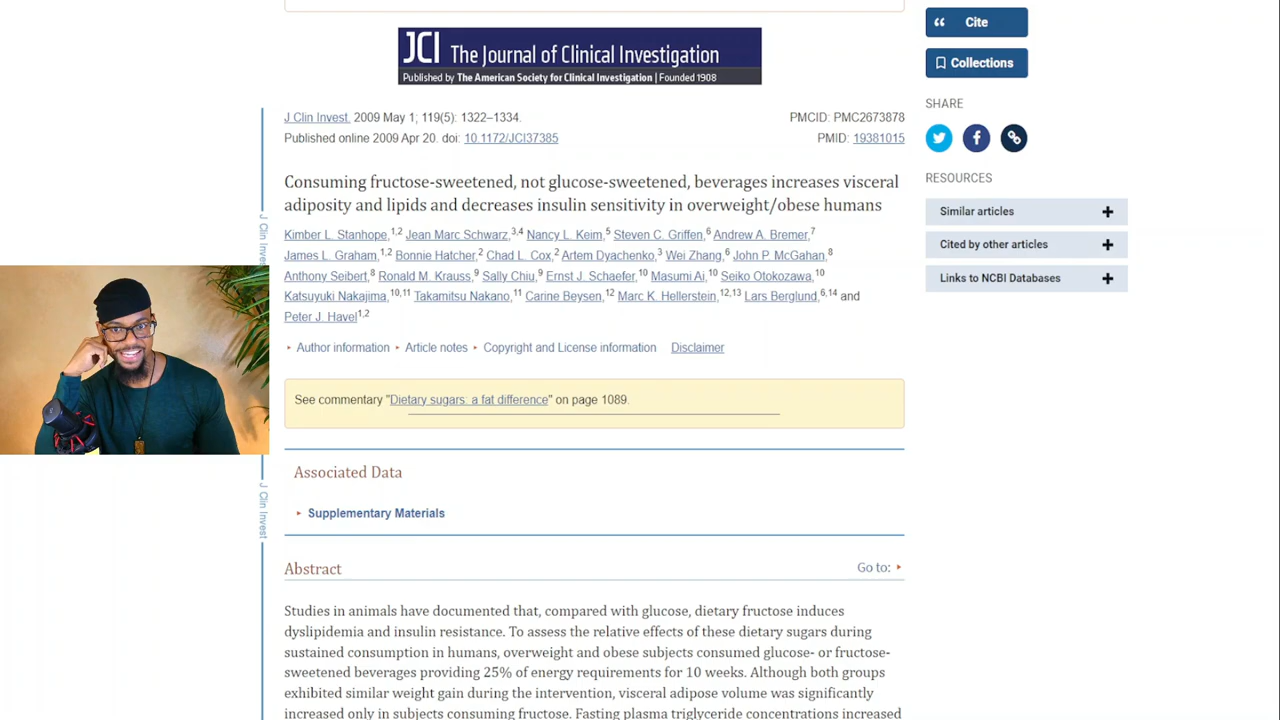 JCI The Journal of Clinical Investigation
Published by The American Society for Clinical Investigation | Founded 1908
J Clin Invest. 2009 May 1; 119(5): 1322–1334.
PMCID: PMC2673878
Published online 2009 Apr 20. doi: 10.1172/JCI37385
PMID: 19381015
Consuming fructose-sweetened, not glucose-sweetened, beverages increases visceral
adiposity and lipids and decreases insulin sensitivity in overweight/obese humans
Kimber L. Stanhope,1,2 Jean Marc Schwarz,3,4 Nancy L. Keim,5 Steven C. Griffen,6 Andrew A. Bremer,7
James L. Graham,1,2 Bonnie Hatcher,2 Chad L. Cox,2 Artem Dyachenko,3 Wei Zhang,6 John P. McGahan,8
Anthony Seibert,8 Ronald M. Krauss,9 Sally Chiu,9 Ernst J. Schaefer,10 Masumi Ai,10 Seiko Otokozawa,10
Katsuyuki Nakajima,10,11 Takamitsu Nakano,11 Carine Beysen,12 Marc K. Hellerstein,12,13 Lars Berglund,6,14 and
Peter J. Havel1,2
Author information Article notes Copyright and License information Disclaimer
See commentary "Dietary sugars: a fat difference" on page 1089.
Associated Data
Supplementary Materials
Abstract
Go to:
Studies in animals have documented that, compared with glucose, dietary fructose induces
dyslipidemia and insulin resistance. To assess the relative effects of these dietary sugars during
sustained consumption in humans, overweight and obese subjects consumed glucose- or fructose-
sweetened beverages providing 25% of energy requirements for 10 weeks. Although both groups
exhibited similar weight gain during the intervention, visceral adipose volume was significantly
increased only in subjects consuming fructose. Fasting plasma triglyceride concentrations increased
J Clin Inves
J Clin Invest
Cite
Collections
SHARE
RESOURCES
Similar articles
Cited by other articles
Links to NCBI Databases